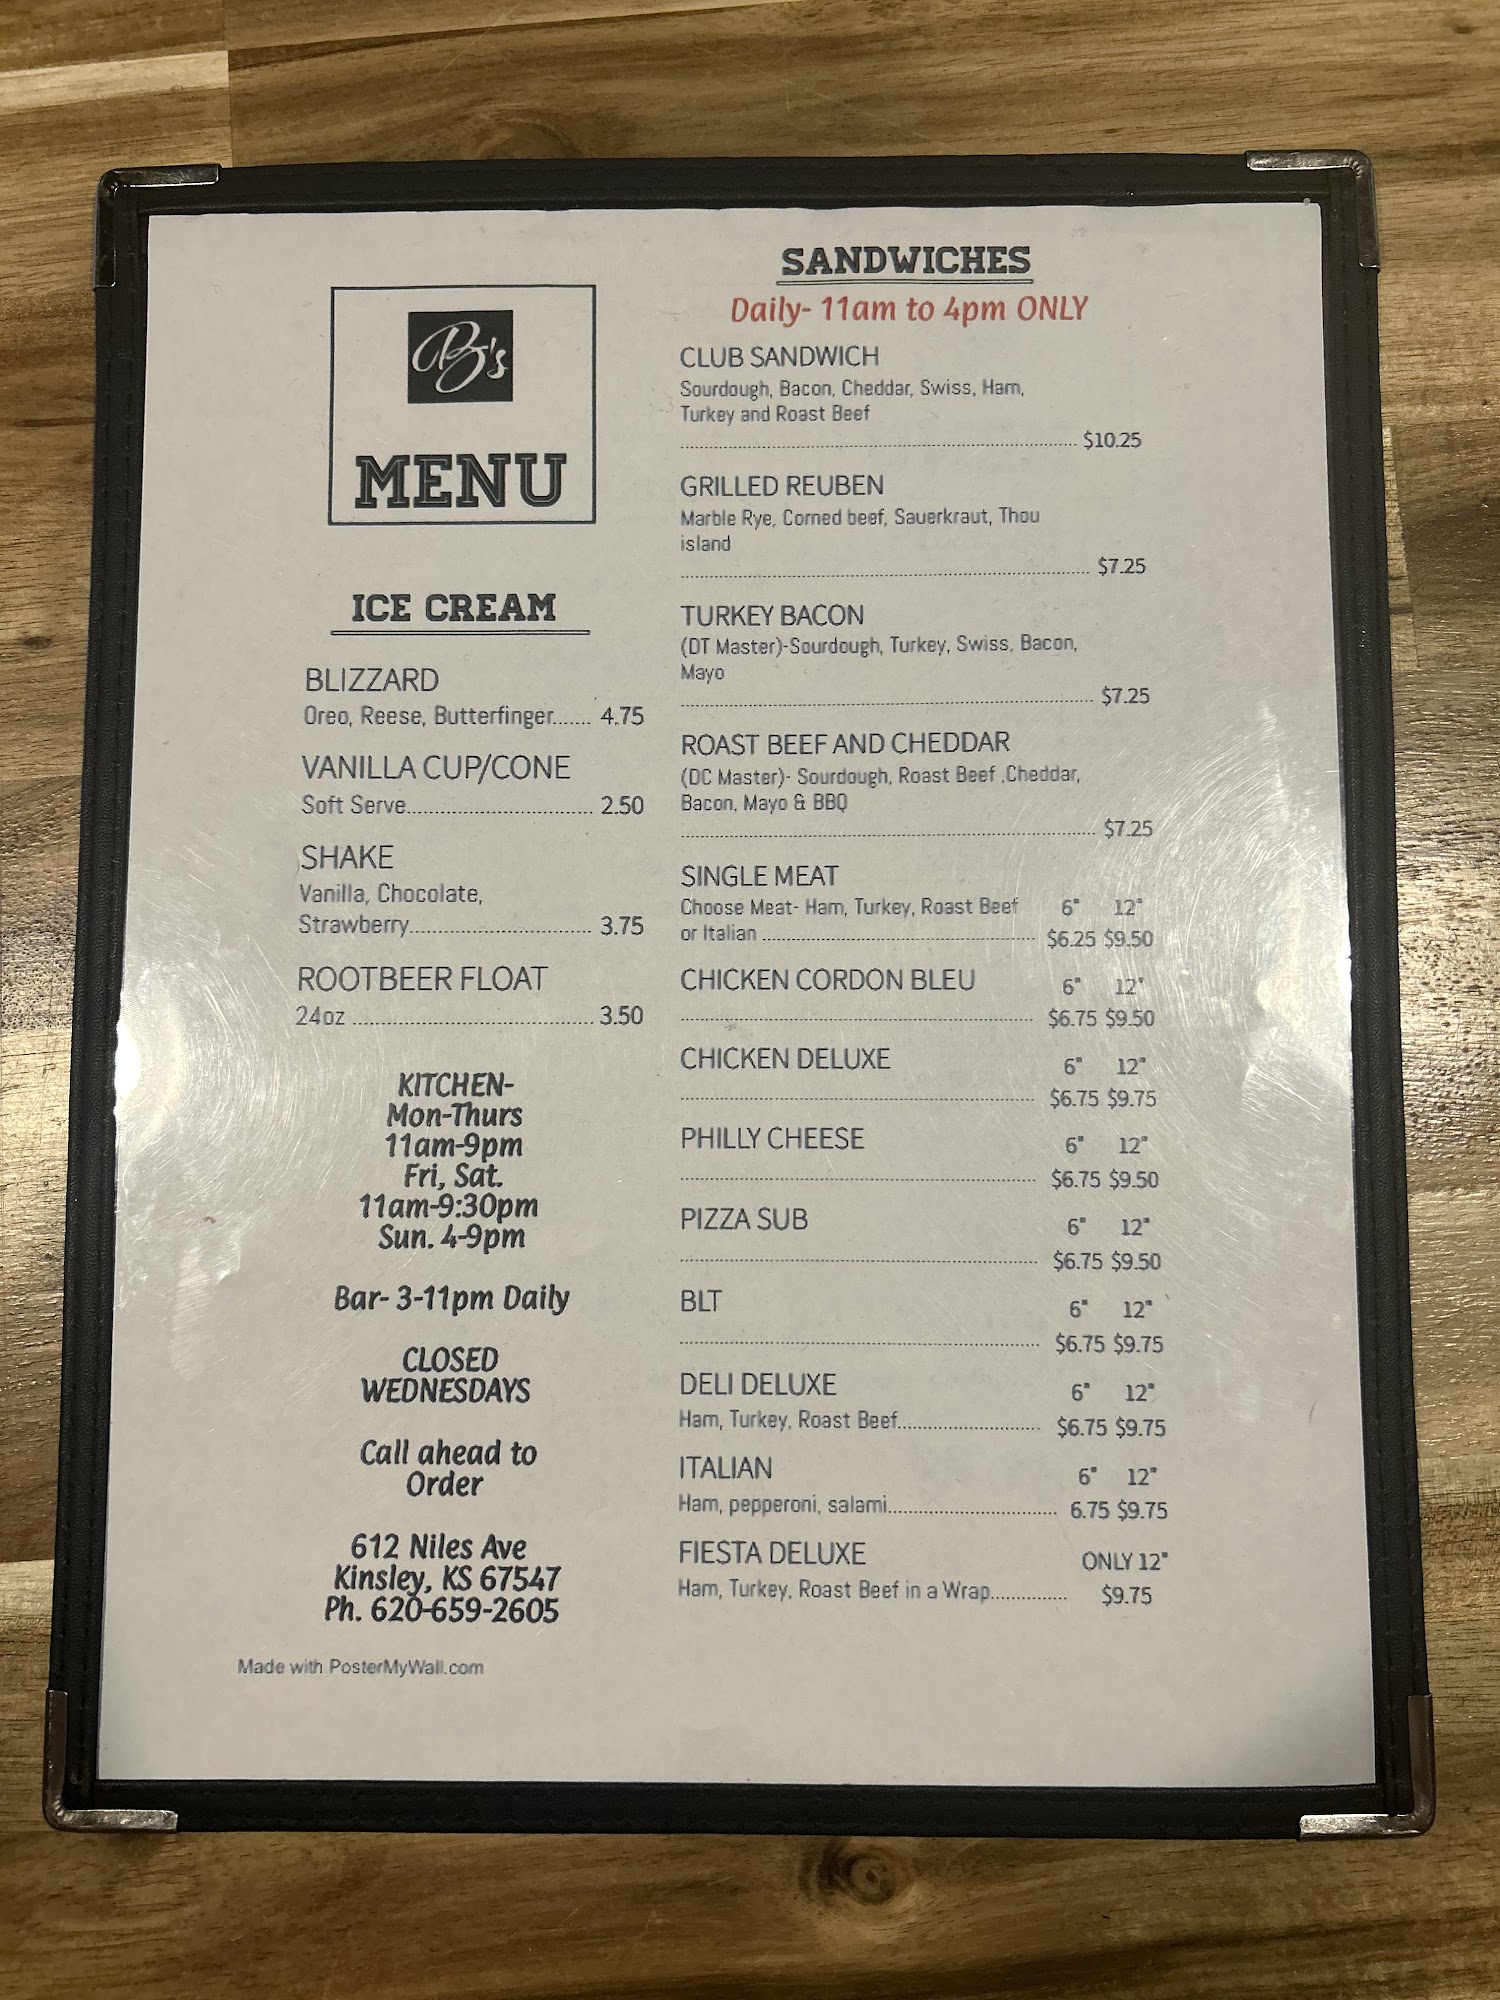 B's
MENU
ICE CREAM
BLIZZARD
Oreo, Reese, Butterfinger....... 4.75
VANILLA CUP/CONE
Soft Serve................................ 2.50
SHAKE
Vanilla, Chocolate,
Strawberry............................... 3.75
ROOTBEER FLOAT
24oz ......................................... 3.50
KITCHEN-
Mon-Thurs
11am-9pm
Fri, Sat.
11am-9:30pm
Sun. 4-9pm
Bar- 3-11pm Daily
CLOSED
WEDNESDAYS
Call ahead to
Order
612 Niles Ave
Kinsley, KS 67547
Ph. 620-659-2605
Made with PosterMyWall.com
SANDWICHES
Daily- 11am to 4pm ONLY
CLUB SANDWICH
Sourdough, Bacon, Cheddar, Swiss, Ham,
Turkey and Roast Beef
$10.25
GRILLED REUBEN
Marble Rye, Corned beef, Sauerkraut, Thou
island
$7.25
TURKEY BACON
(DT Master)-Sourdough, Turkey, Swiss, Bacon,
Mayo
$7.25
ROAST BEEF AND CHEDDAR
(DC Master)- Sourdough, Roast Beef ,Cheddar,
Bacon, Mayo & BBQ
$7.25
SINGLE MEAT
Choose Meat- Ham, Turkey, Roast Beef 6" 12"
or Italian ................................................ $6.25 $9.50
CHICKEN CORDON BLEU 6" 12"
$6.75 $9.50
CHICKEN DELUXE 6" 12"
$6.75 $9.75
PHILLY CHEESE 6" 12"
$6.75 $9.50
PIZZA SUB 6" 12"
$6.75 $9.50
BLT 6" 12"
$6.75 $9.75
DELI DELUXE 6" 12"
Ham, Turkey, Roast Beef......................... $6.75 $9.75
ITALIAN 6" 12"
Ham, pepperoni, salami.............................. 6.75 $9.75
FIESTA DELUXE ONLY 12"
Ham, Turkey, Roast Beef in a Wrap.............. $9.75